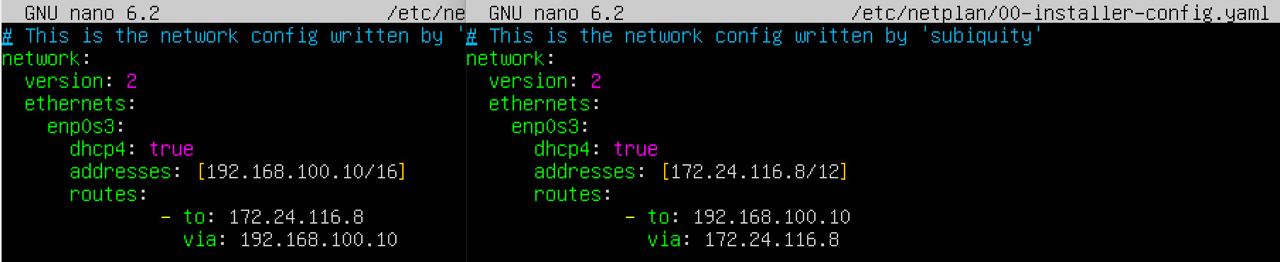 GNU nano 6.2 /etc/ne
# This is the network config written by '
network:
version: 2
ethernets:
enp0s3:
dhcp4: true
addresses: [192.168.100.10/16]
routes:
- to: 172.24.116.8
via: 192.168.100.10
GNU nano 6.2 /etc/netplan/00-installer-config.yaml
# This is the network config written by 'subiquity'
network:
version: 2
ethernets:
enp0s3:
dhcp4: true
addresses: [172.24.116.8/12]
routes:
- to: 192.168.100.10
via: 172.24.116.8